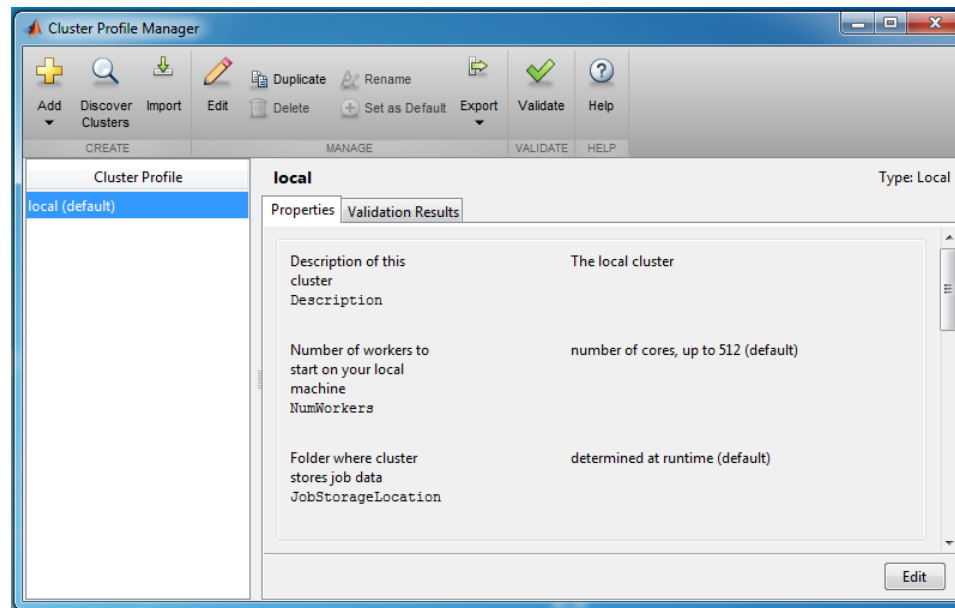 Cluster Profile Manager
Add
Discover Clusters
Import
Edit
Duplicate
Delete
Rename
Set as Default
Export
Validate
Help
CREATE
MANAGE
VALIDATE
HELP
Cluster Profile
local (default)
local
Type: Local
Properties
Validation Results
Description of this
cluster
Description
The local cluster
Number of workers to
start on your local
machine
NumWorkers
number of cores, up to 512 (default)
Folder where cluster
stores job data
JobStorageLocation
determined at runtime (default)
Edit